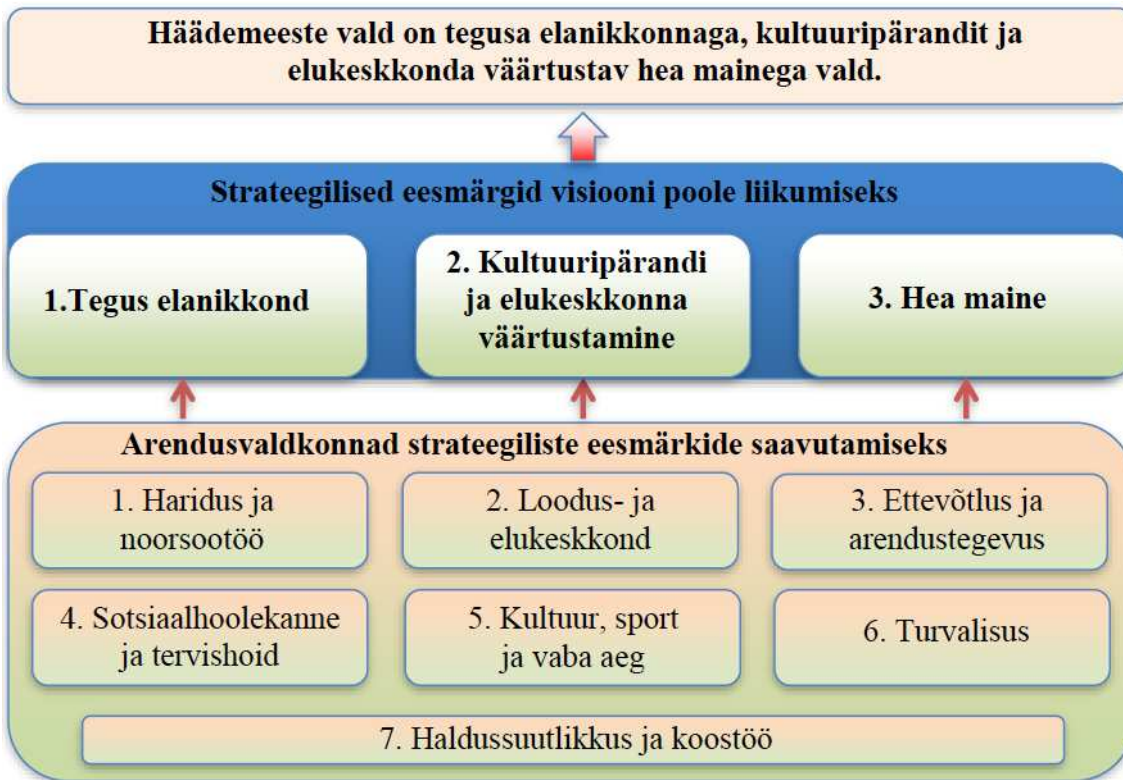 Häädemeeste vald on tegusa elanikkonnaga, kultuuripärandit ja
elukeskkonda väärtustav hea mainega vald.
Strateegilised eesmärgid visiooni poole liikumiseks
1.Tegus elanikkond
2. Kultuuripärandi
ja elukeskkonna
väärtustamine
3. Hea maine
Arendusvaldkonnad strateegiliste eesmärkide saavutamiseks
1. Haridus ja
noorsootöö
2. Loodus- ja
elukeskkond
3. Ettevõtlus ja
arendustegevus
4. Sotsiaalhoolekanne
ja tervishoid
5. Kultuur, sport
ja vaba aeg
6. Turvalisus
7. Haldussuutlikkus ja koostöö